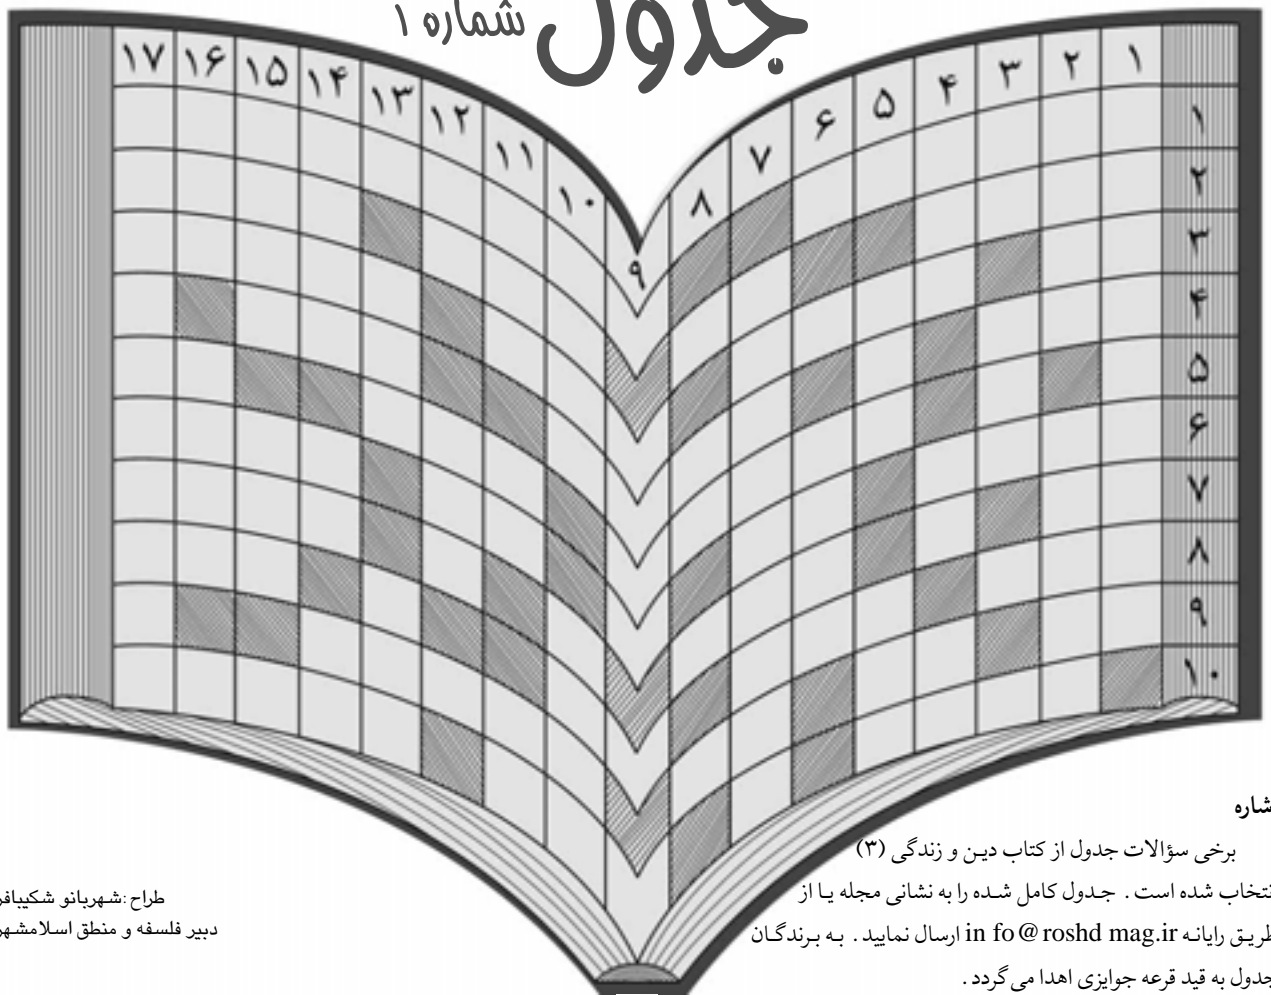 جدول شماره ۱
۱ ۲ ۳ ۴ ۵ ۶ ۷ ۸ ۹ ۱۰ ۱۱ ۱۲ ۱۳ ۱۴ ۱۵ ۱۶ ۱۷
۱
۲
۳
۴
۵
۶
۷
۸
۹
۱۰
شاره
برخی سؤالات جدول از کتاب دین و زندگی (۳)
نتخاب شده است . جدول کامل شده را به نشانی مجله یا از
طریق رایانه in fo@roshd mag.ir ارسال نمایید . به برندگان
جدول به قید قرعه جوایزی اهدا می گردد .
طراح :شهربانو شکیبافر
دبیر فلسفه و منطق اسلامشهر